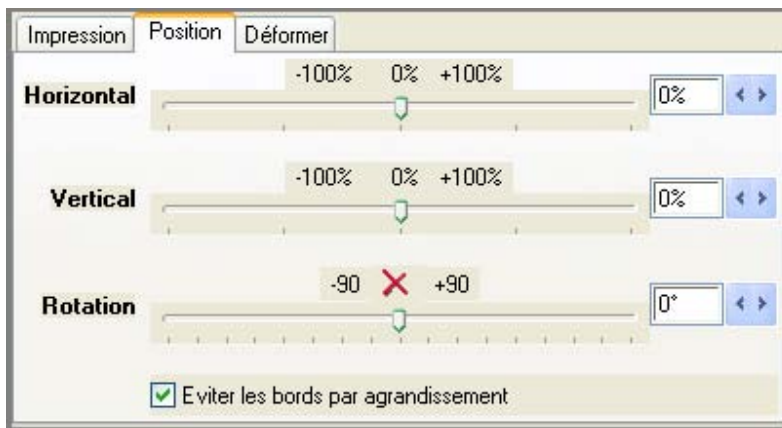 Impression Position Déformer
-100% 0% +100%
Horizontal 0%
-100% 0% +100%
Vertical 0%
-90 +90
Rotation 0°
Eviter les bords par agrandissement